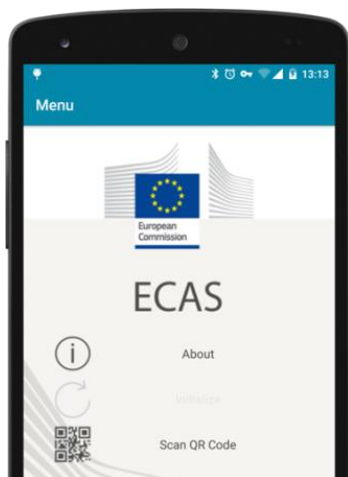 13:13
Menu
European
Commission
ECAS
About
Initialize
Scan QR Code